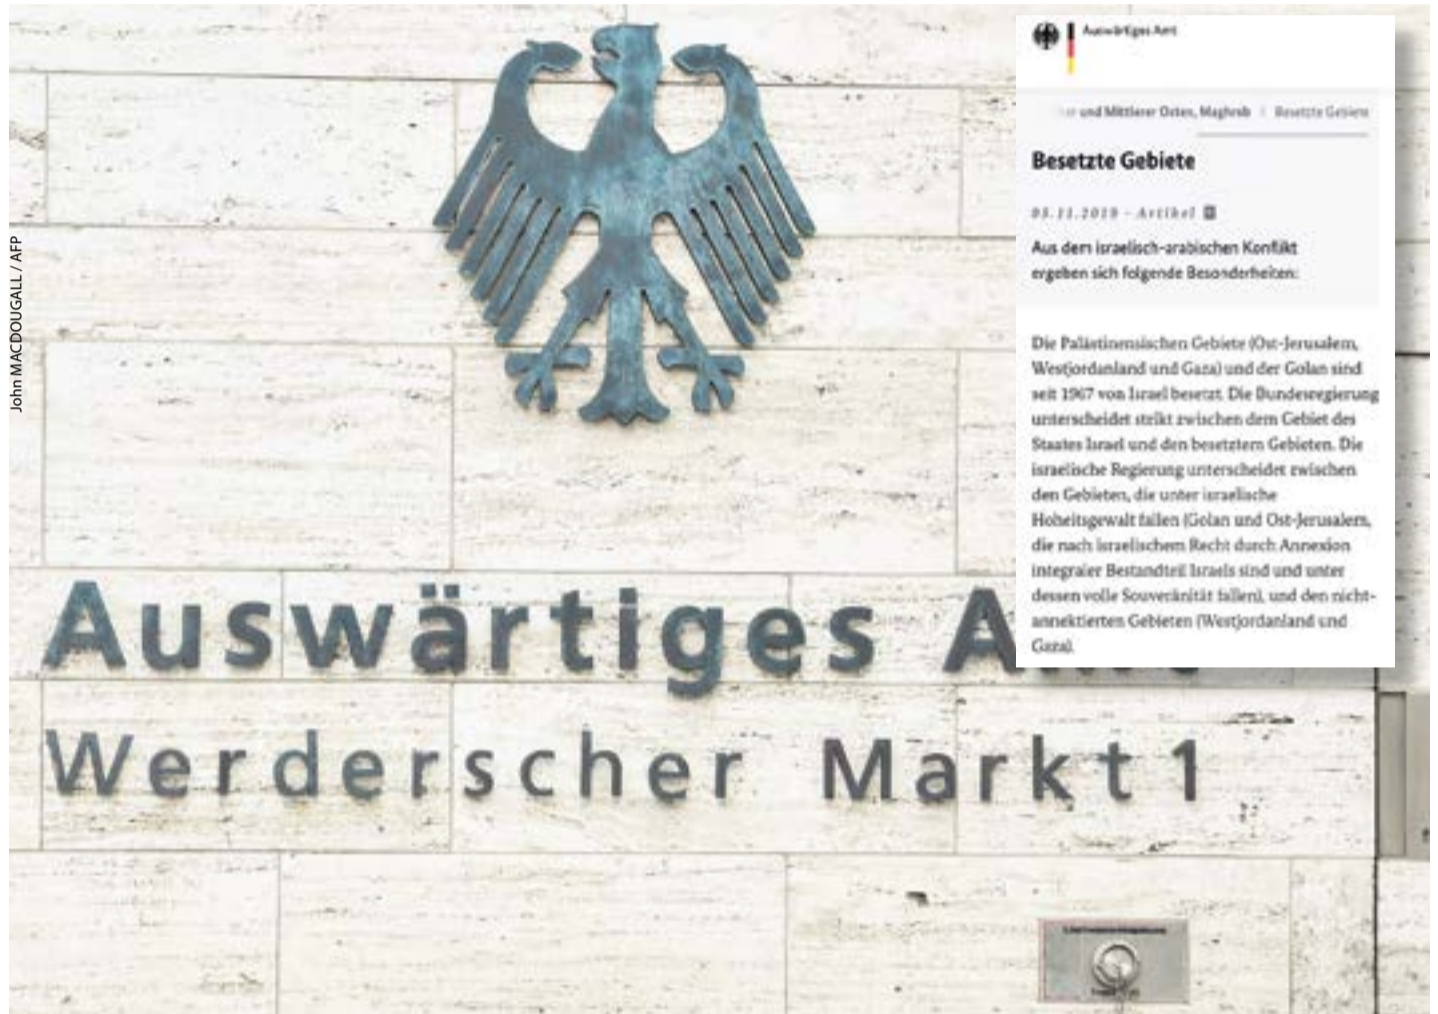 John MACDOUGALL / AFP
Auswärtiges Amt
und Mittlerer Osten, Maghreb Besetzte Gebiete
Besetzte Gebiete
05.11.2019 - Artikel
Aus dem israelisch-arabischen Konflikt
ergeben sich folgende Besonderheiten:
Die Palästinensischen Gebiete (Ost-Jerusalem,
Westjordanland und Gaza) und der Golan sind
seit 1967 von Israel besetzt. Die Bundesregierung
unterscheidet strikt zwischen dem Gebiet des
Staates Israel und den besetztem Gebieten. Die
israelische Regierung unterscheidet zwischen
den Gebieten, die unter israelische
Hoheitsgewalt fallen (Golan und Ost-Jerusalem,
die nach israelischem Recht durch Annexion
integraler Bestandteil Israels sind und unter
dessen volle Souveränität fallen), und den nicht-
annektierten Gebieten (Westjordanland und
Gaza).
Auswärtiges A
Werderscher Markt 1